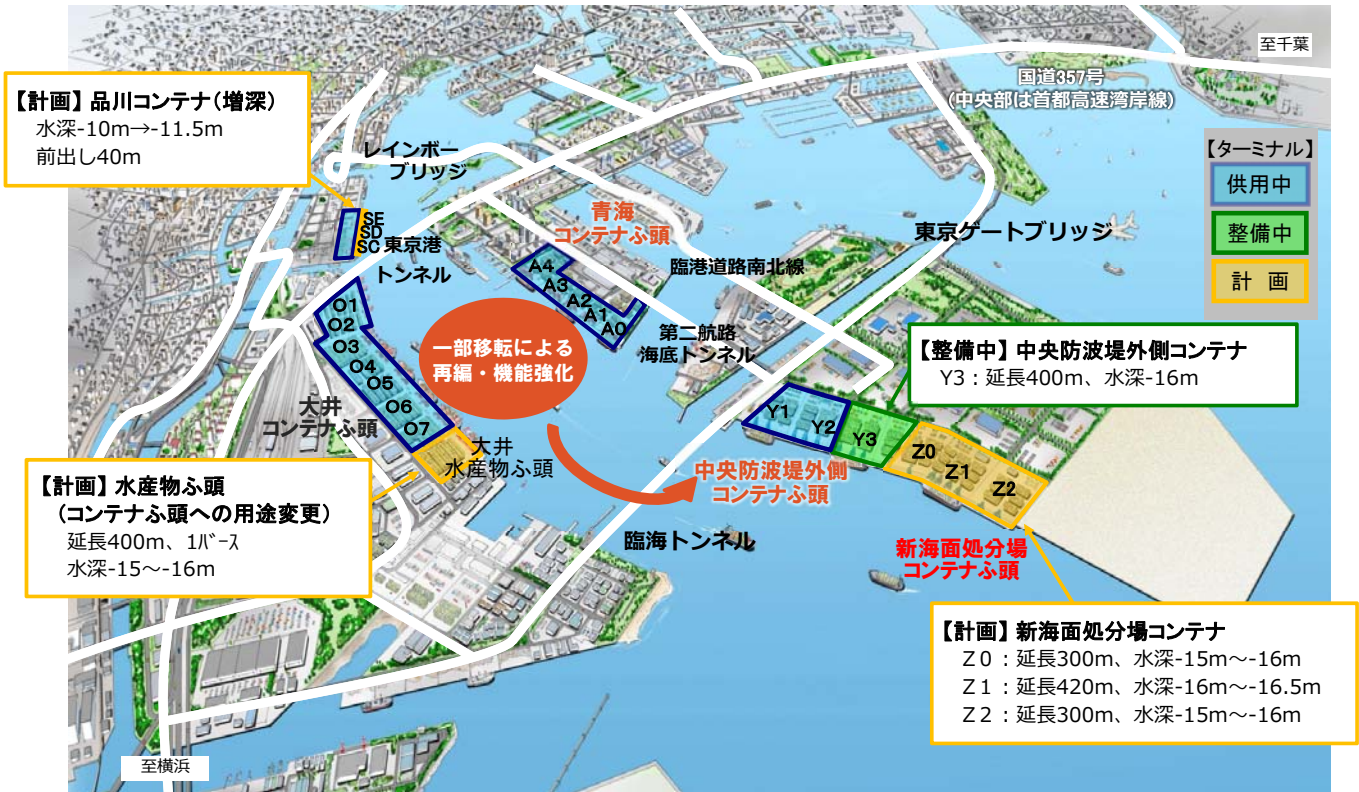 至千葉
国道357号
(中央部は首都高速湾岸線)
【計画】品川コンテナ(増深)
水深-10m→-11.5m
前出し40m
【ターミナル】
供用中
整備中
計 画
レインボー
ブリッジ
SE
SD
SC
東京港
トンネル
青海
コンテナふ頭
東京ゲートブリッジ
臨港道路南北線
A4
A3
A2
A1
A0
O1
O2
O3
O4
O5
O6
O7
一部移転による
再編・機能強化
第二航路
海底トンネル
【整備中】中央防波堤外側コンテナ
Y3:延長400m、水深-16m
大井
コンテナふ頭
Y1
Y2
Y3
Z0
Z1
Z2
大井
水産物ふ頭
中央防波堤外側
コンテナふ頭
【計画】水産物ふ頭
(コンテナふ頭への用途変更)
延長400m、1バース
水深-15~-16m
臨海トンネル
新海面処分場
コンテナふ頭
【計画】新海面処分場コンテナ
Z0:延長300m、水深-15m~-16m
Z1:延長420m、水深-16m~-16.5m
Z2:延長300m、水深-15m~-16m
至横浜